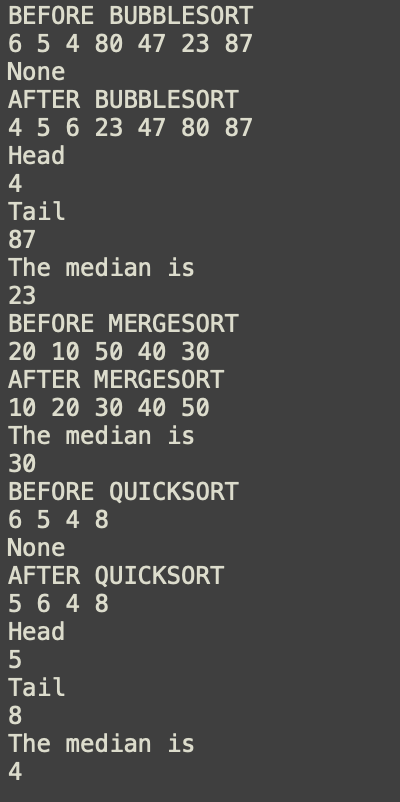 BEFORE BUBBLESORT
6 5 4 80 47 23 87
None
AFTER BUBBLESORT
4 5 6 23 47 80 87
Head
4
Tail
87
The median is
23
BEFORE MERGESORT
20 10 50 40 30
AFTER MERGESORT
10 20 30 40 50
The median is
30
BEFORE QUICKSORT
6 5 4 8
None
AFTER QUICKSORT
5 6 4 8
Head
5
Tail
8
The median is
4